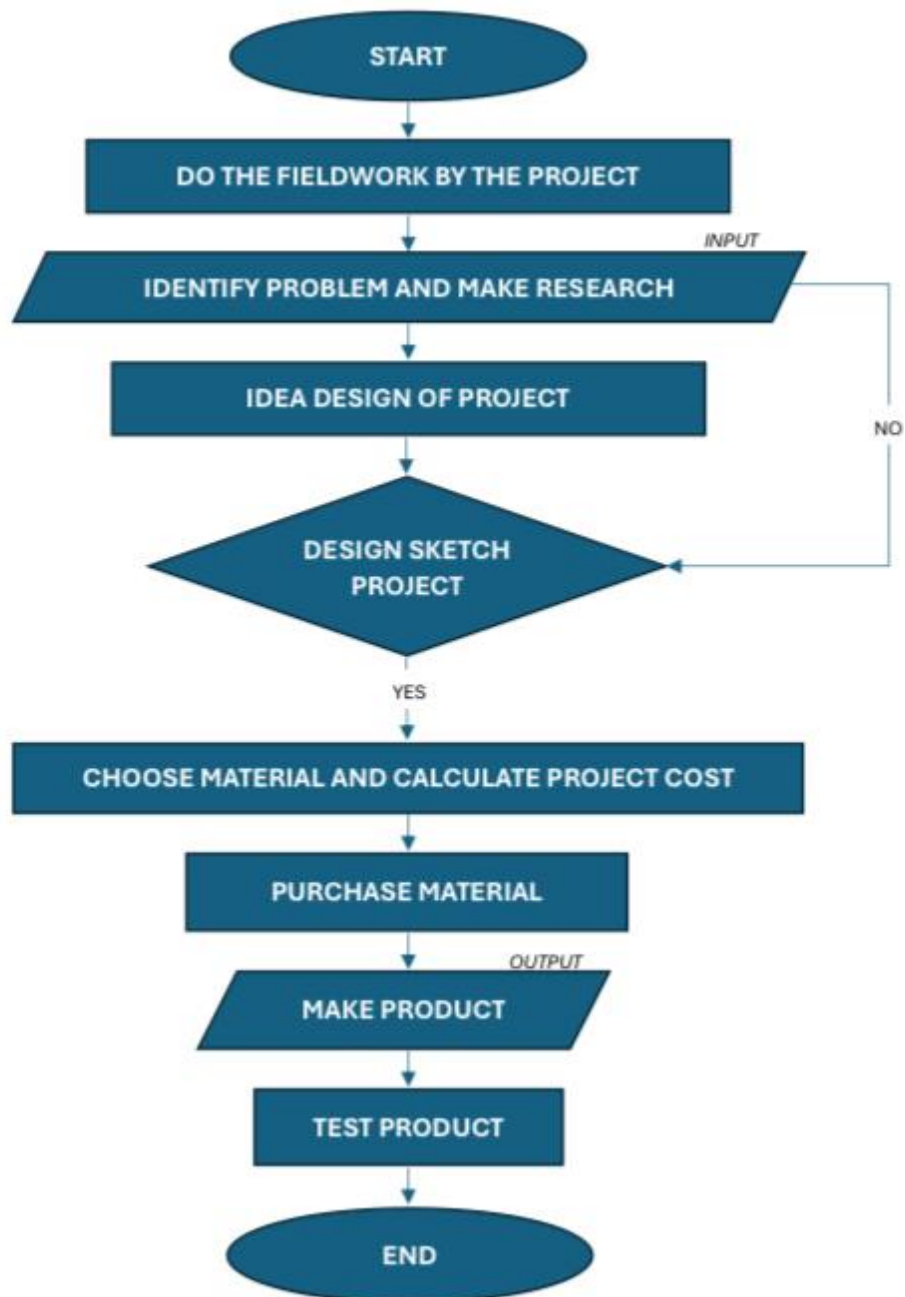 START
DO THE FIELDWORK BY THE PROJECT
INPUT
IDENTIFY PROBLEM AND MAKE RESEARCH
IDEA DESIGN OF PROJECT
NO
DESIGN SKETCH
PROJECT
YES
CHOOSE MATERIAL AND CALCULATE PROJECT COST
PURCHASE MATERIAL
OUTPUT
MAKE PRODUCT
TEST PRODUCT
END